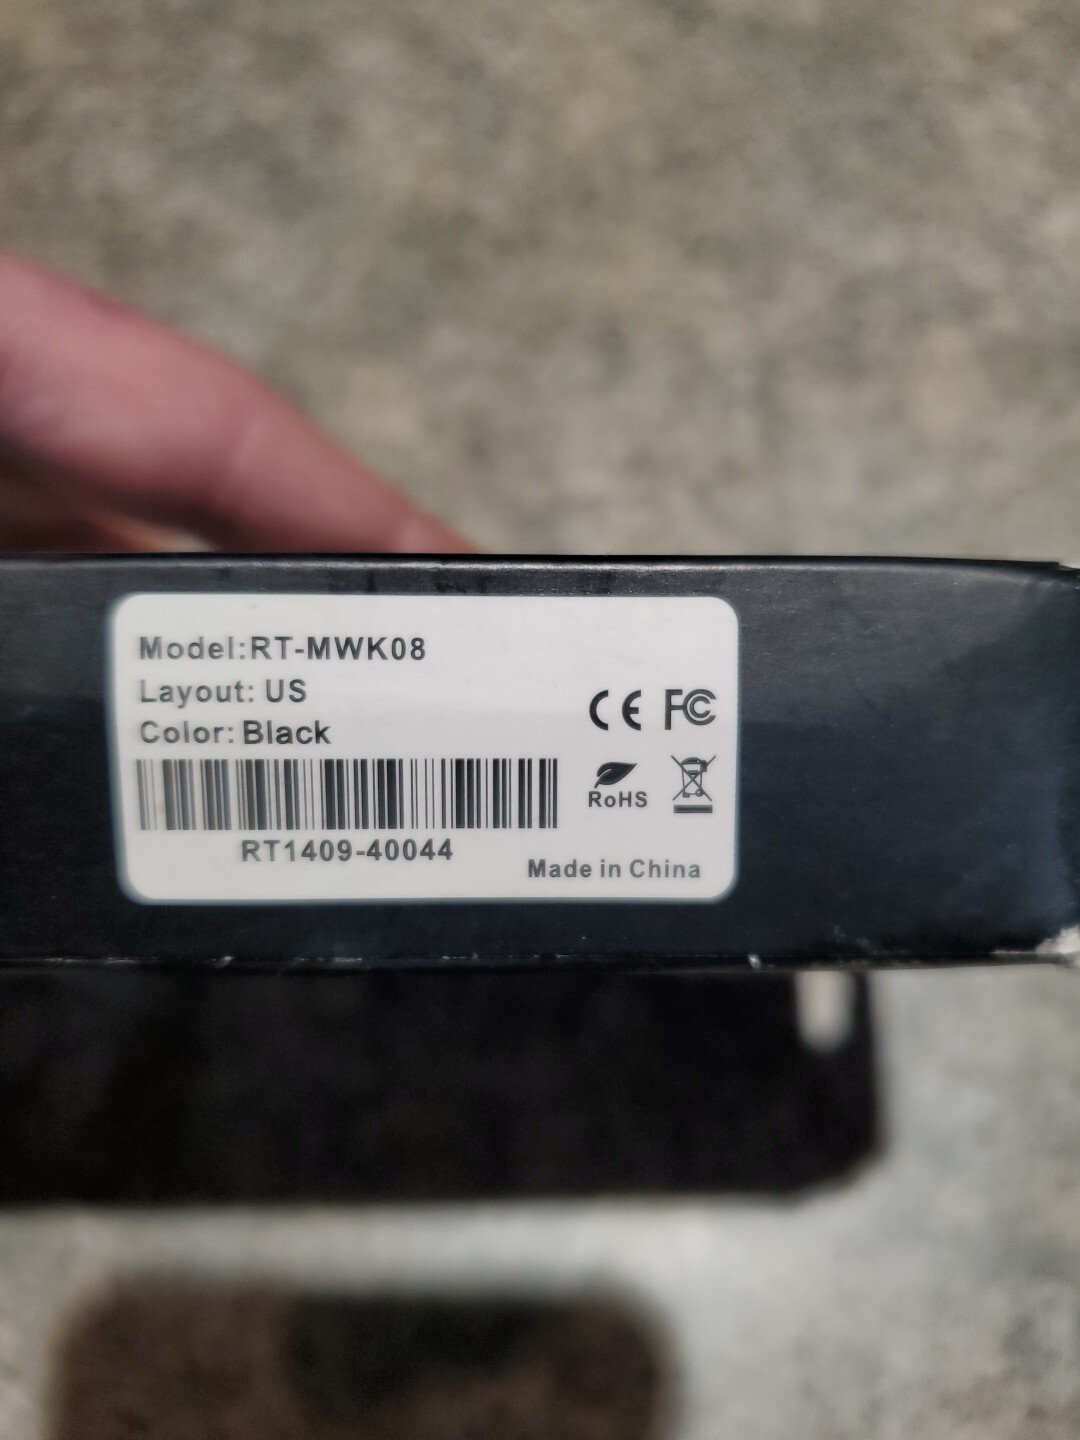 Model:RT-MWK08
Layout: US
Color: Black
CE FC
RoHS
RT1409-40044
Made in China